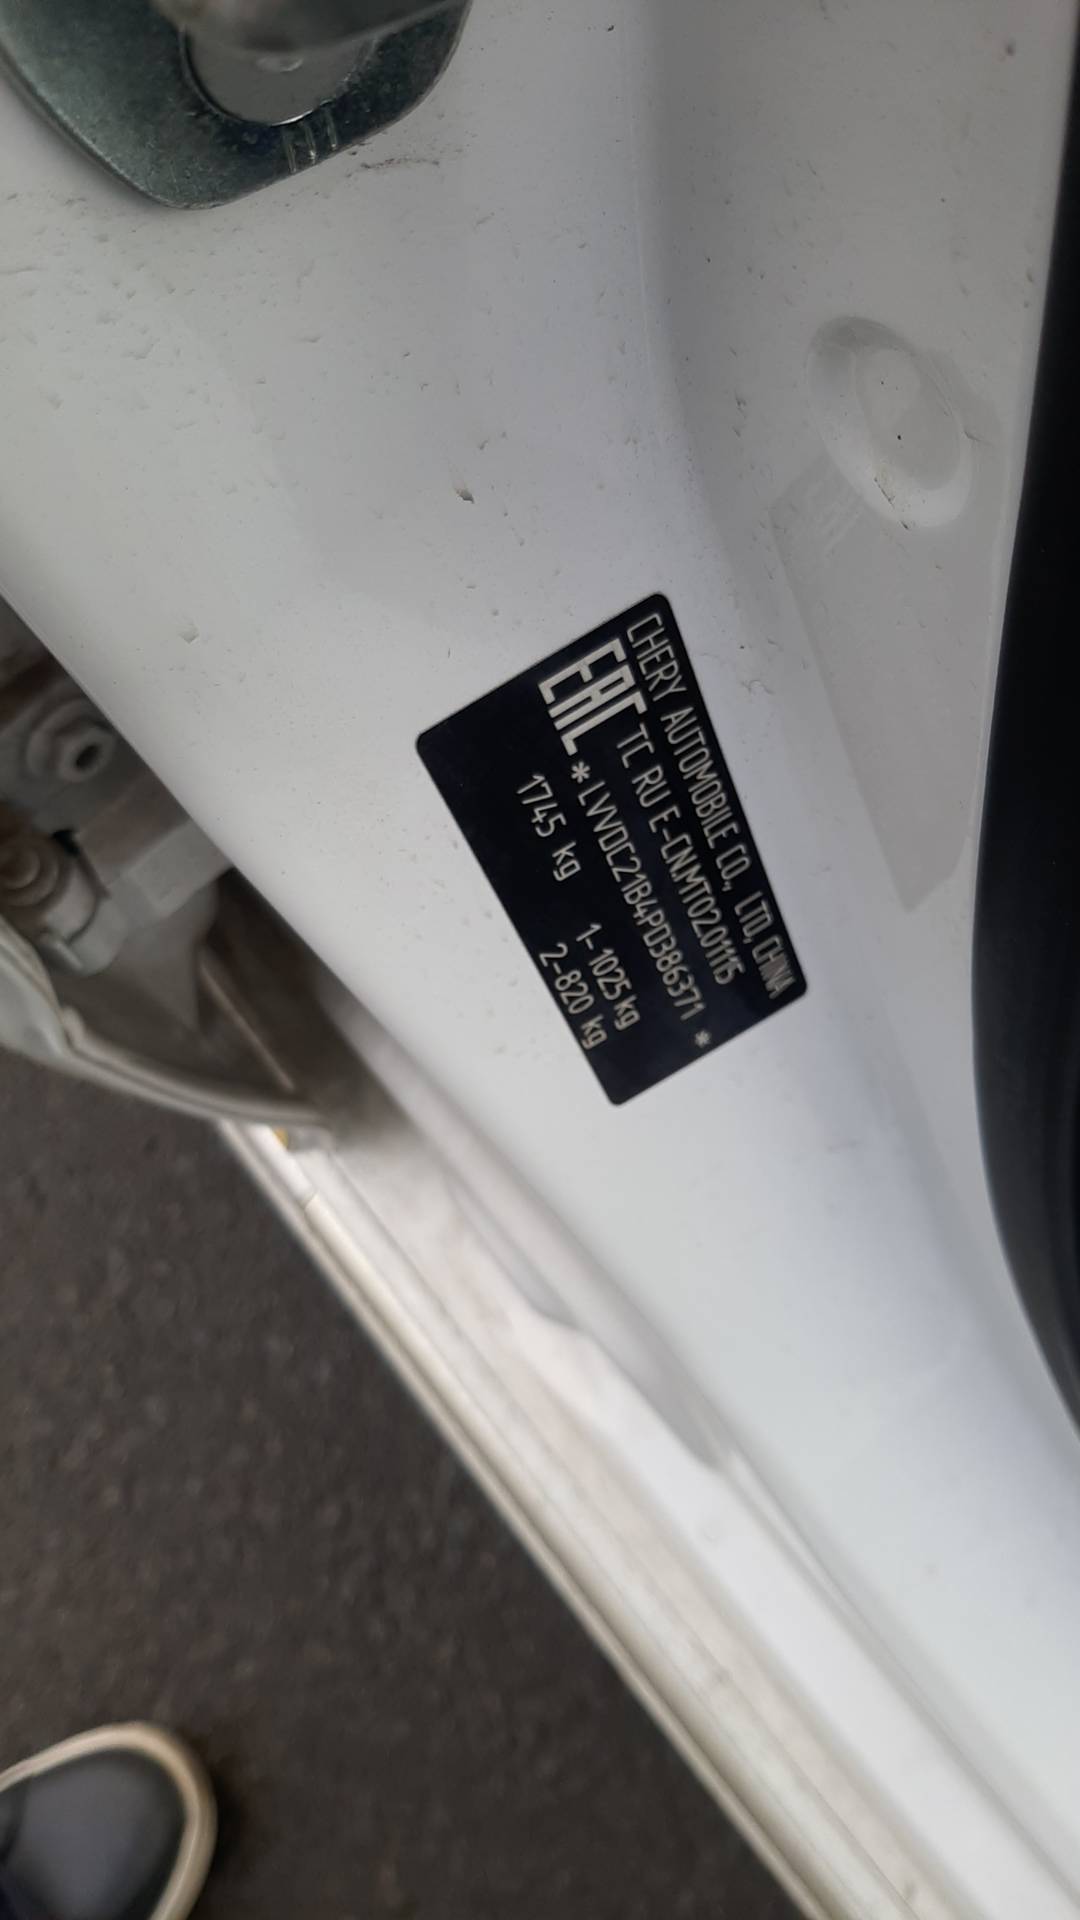 CHERY AUTOMOBILE CO., LTD, CHINA
EAC TC RU E-CN.MT02.01115
*LVVDC21B4PD386371 *
1745 kg 1-1025 kg
2-820 kg